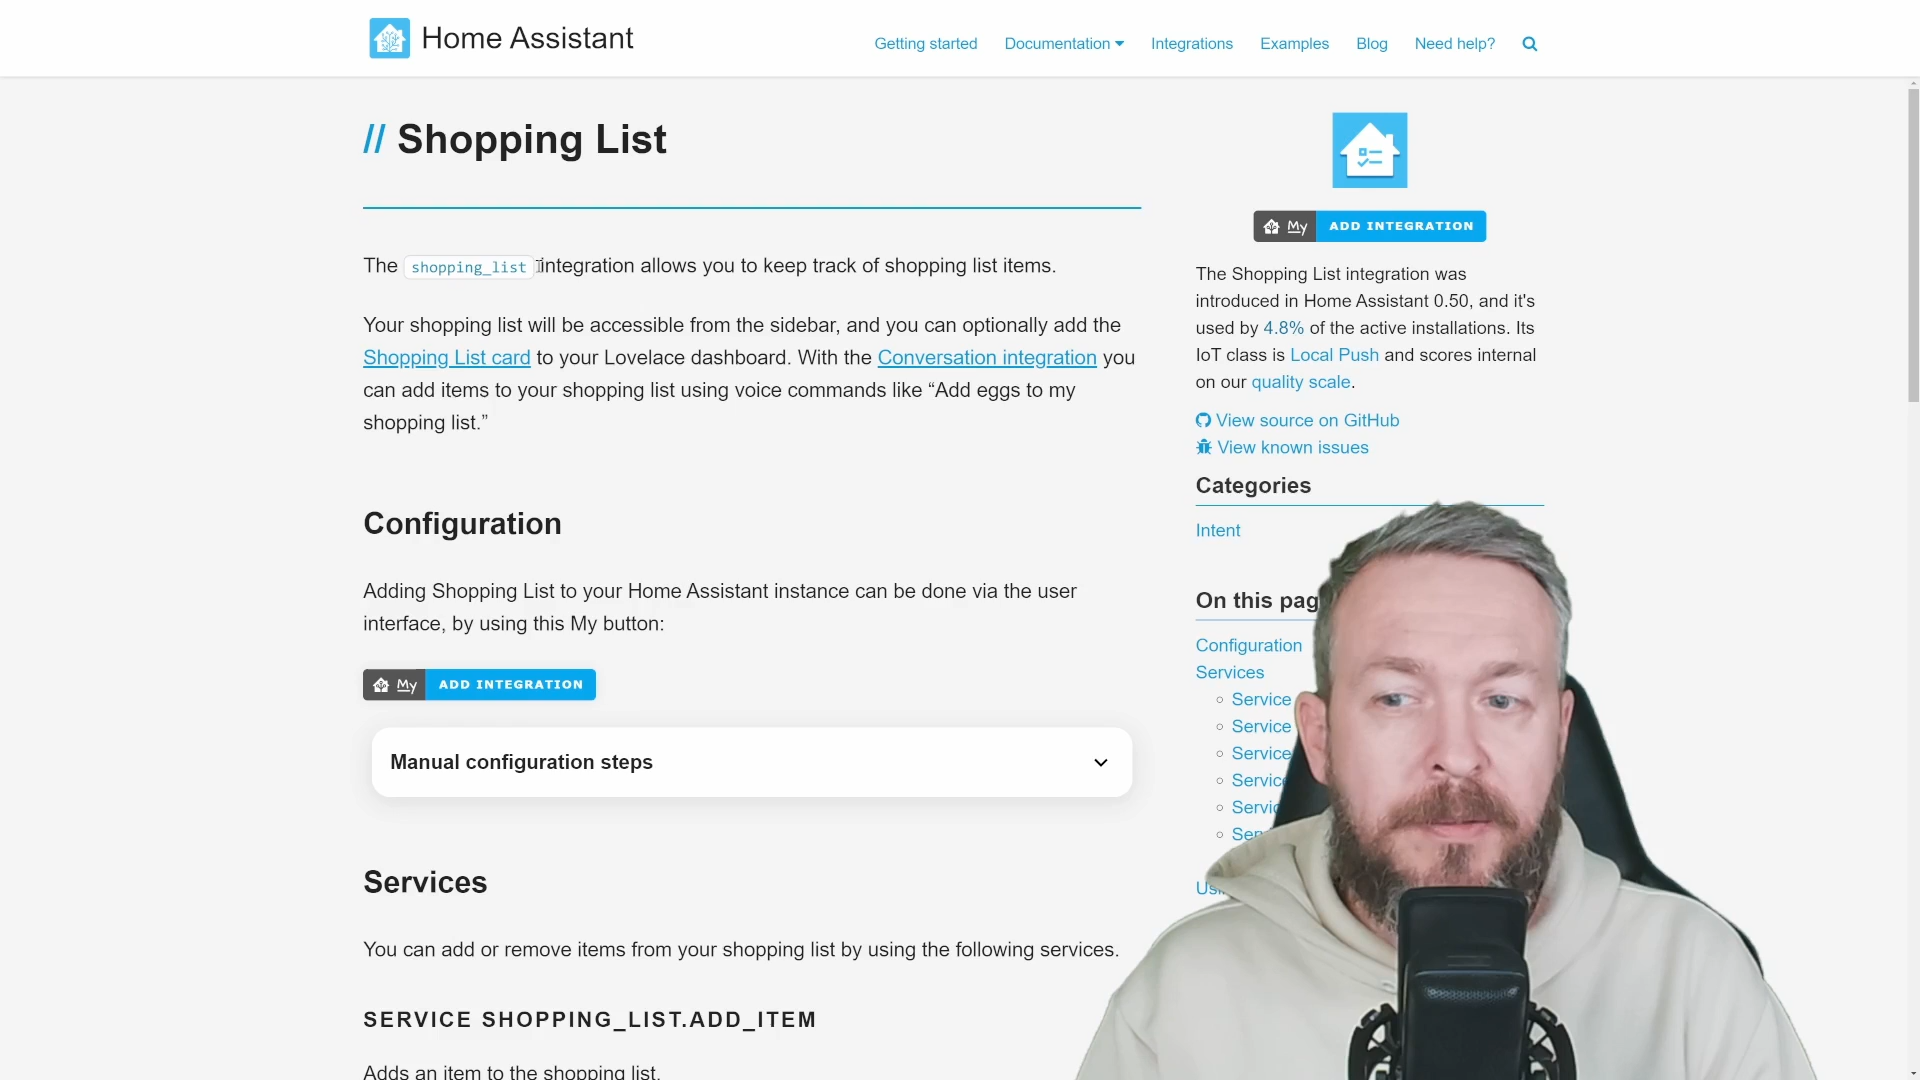 Home Assistant
Getting started
Documentation
Integrations
Examples
Blog
Need help?
// Shopping List
The shopping_list integration allows you to keep track of shopping list items.
Your shopping list will be accessible from the sidebar, and you can optionally add the
Shopping List card to your Lovelace dashboard. With the Conversation integration you
can add items to your shopping list using voice commands like “Add eggs to my
shopping list.”
Configuration
Adding Shopping List to your Home Assistant instance can be done via the user
interface, by using this My button:
My ADD INTEGRATION
Manual configuration steps
Services
You can add or remove items from your shopping list by using the following services.
SERVICE SHOPPING_LIST.ADD_ITEM
Adds an item to the shopping list.
My ADD INTEGRATION
The Shopping List integration was
introduced in Home Assistant 0.50, and it's
used by 4.8% of the active installations. Its
IoT class is Local Push and scores internal
on our quality scale.
View source on GitHub
View known issues
Categories
Intent
On this pag
Configuration
Services
Service
Service
Service
Service